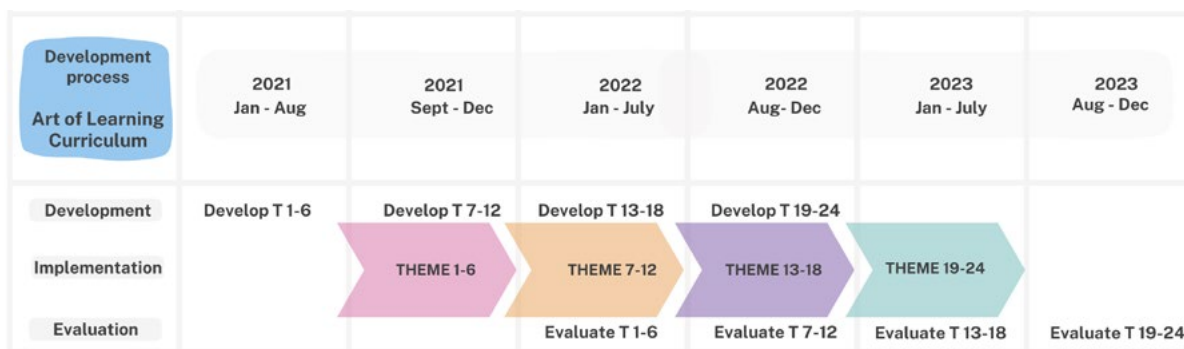 Development
process
Art of Learning
Curriculum
2021
Jan - Aug
2021
Sept - Dec
2022
Jan - July
2022
Aug- Dec
2023
Jan - July
2023
Aug - Dec
Development
Develop T 1-6
Develop T 7-12
Develop T 13-18
Develop T 19-24
Implementation
THEME 1-6
THEME 7-12
THEME 13-18
THEME 19-24
Evaluation
Evaluate T 1-6
Evaluate T 7-12
Evaluate T 13-18
Evaluate T 19-24